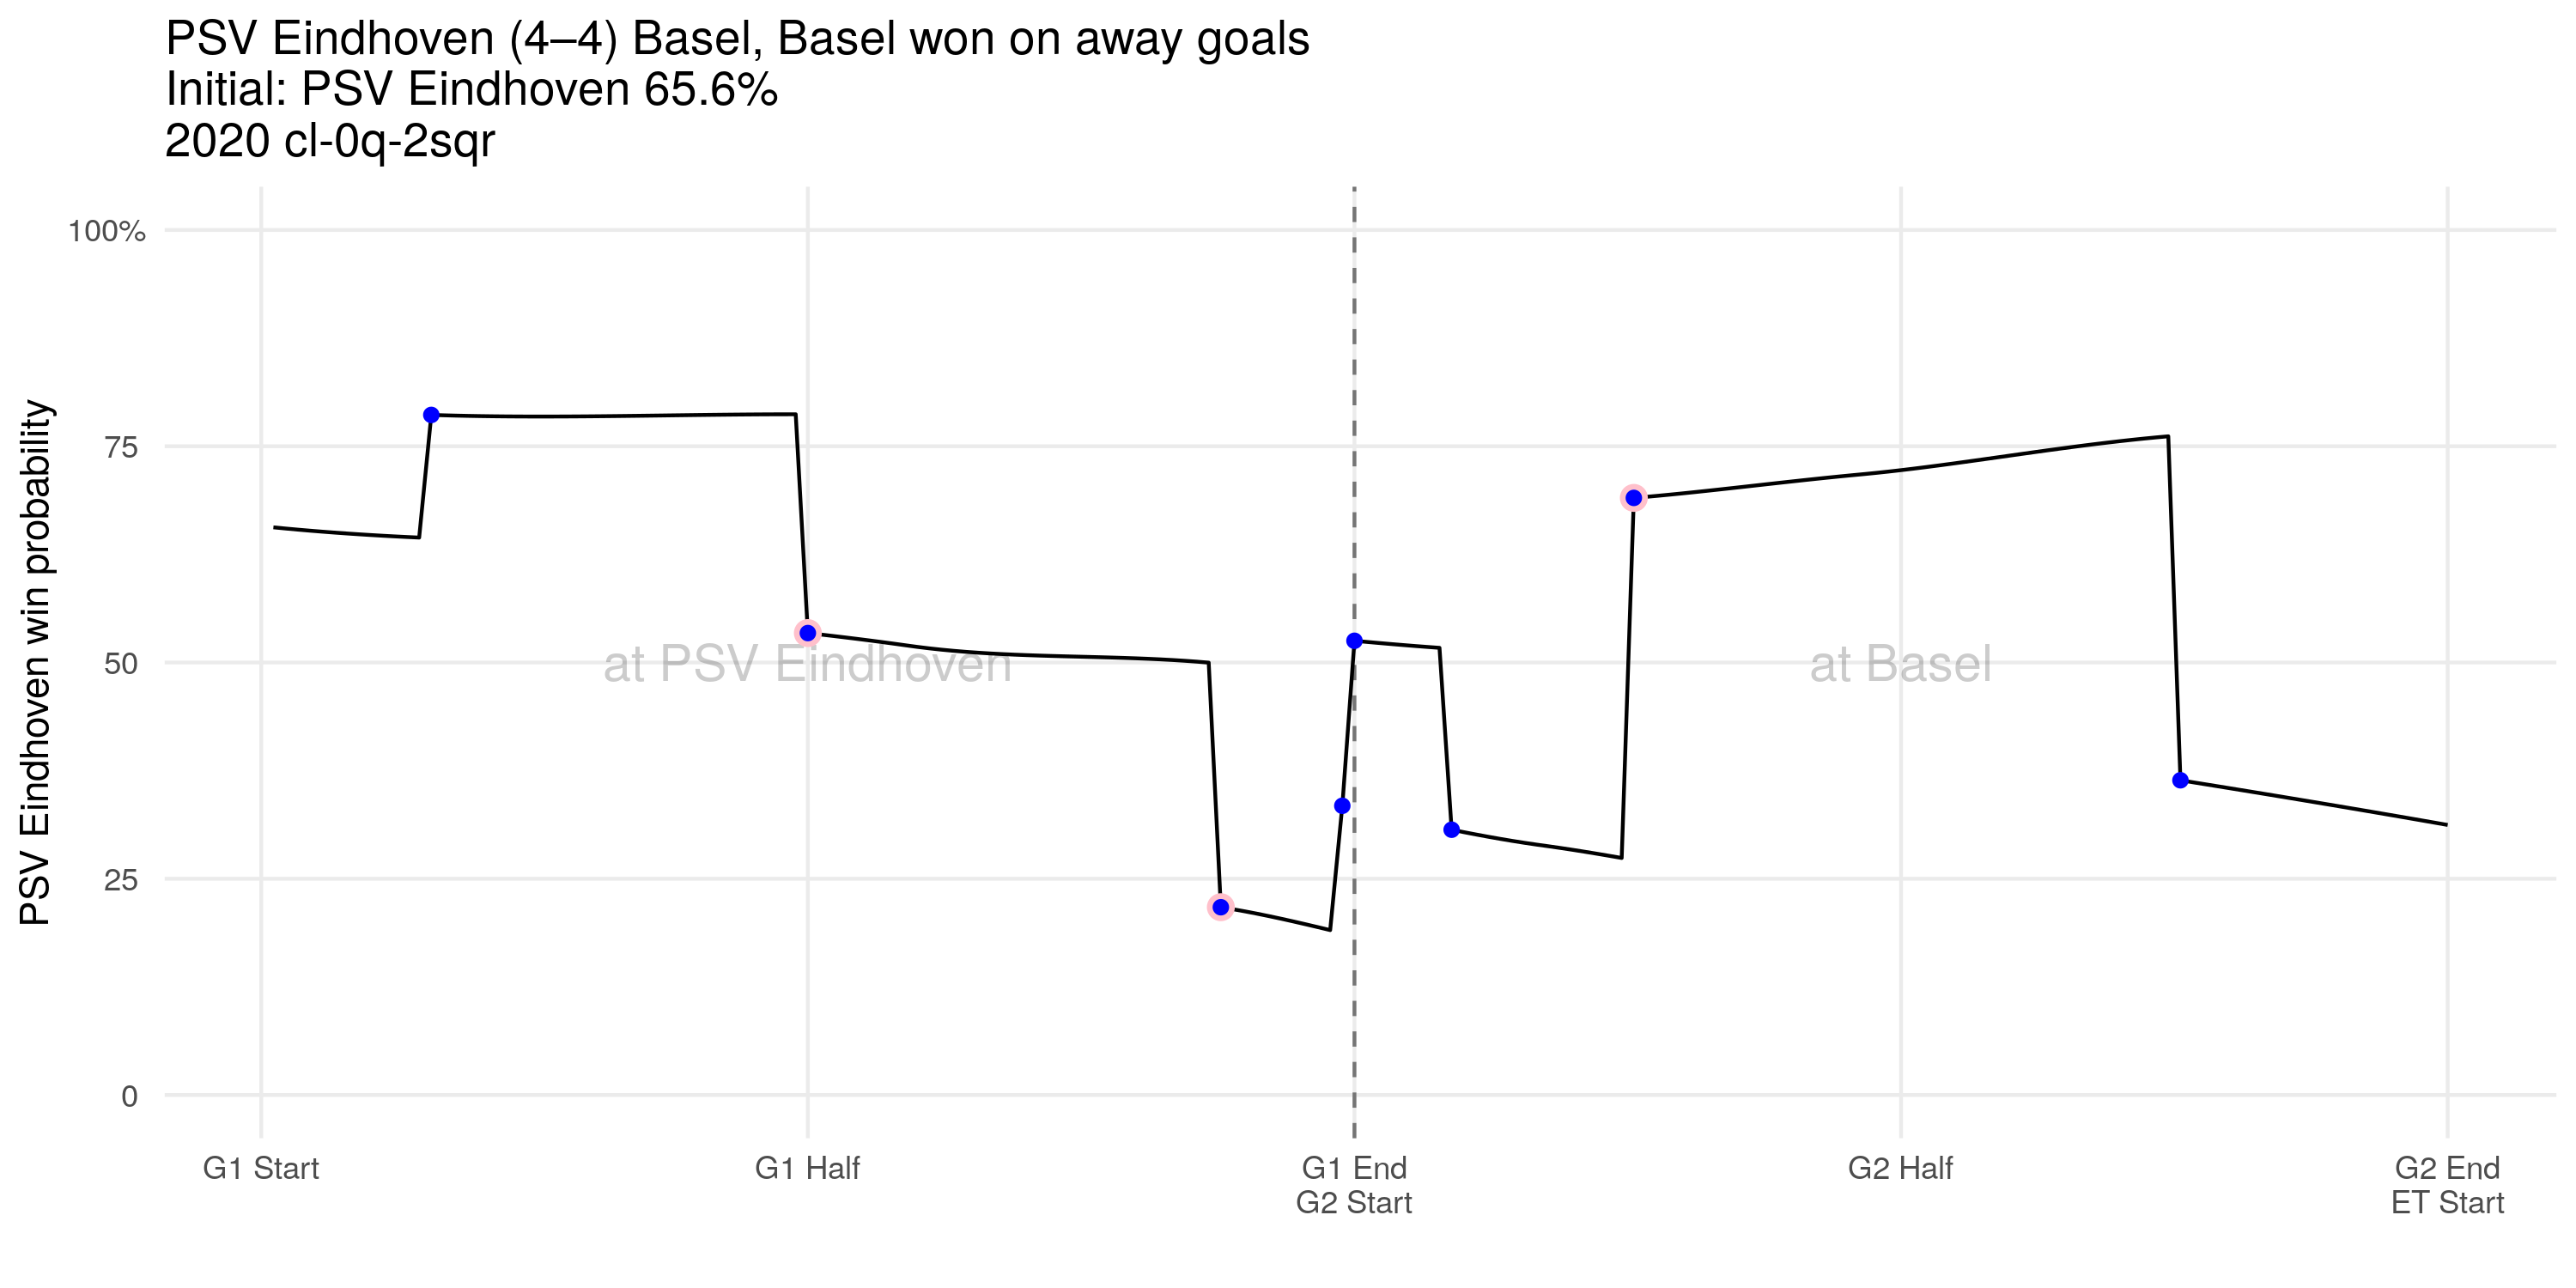 PSV Eindhoven (4–4) Basel, Basel won on away goals
Initial: PSV Eindhoven 65.6%
2020 cl-0q-2sqr
PSV Eindhoven win probability
100%
75
50
25
0
at PSV Eindhoven
at Basel
G1 Start
G1 Half
G1 End
G2 Start
G2 Half
G2 End
ET Start